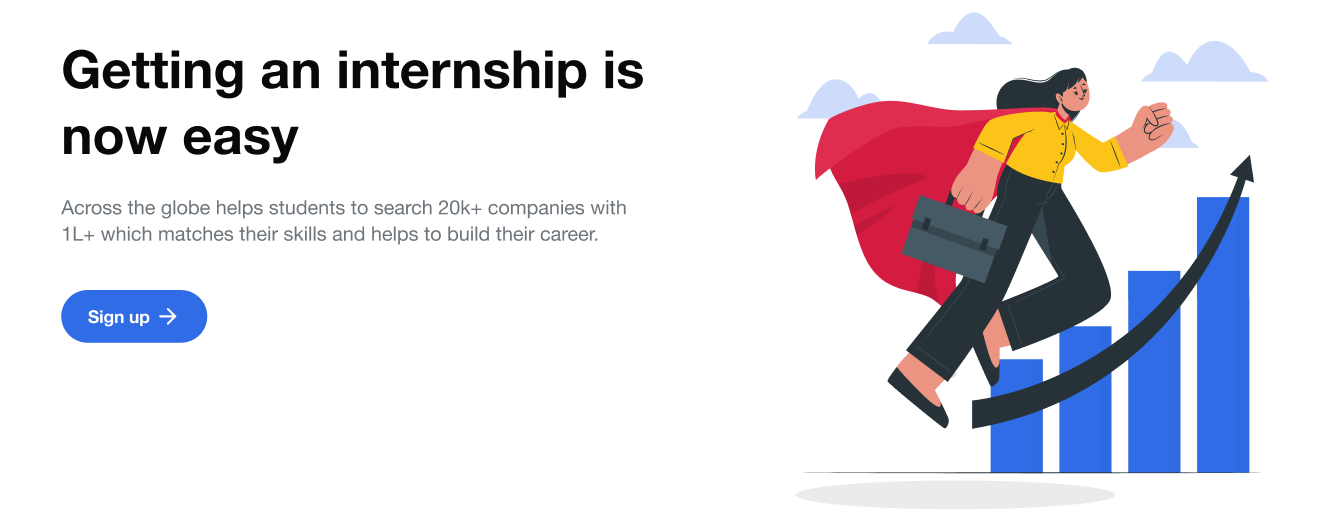 Getting an internship is
now easy
Across the globe helps students to search 20k+ companies with
1L+ which matches their skills and helps to build their career.
Sign up